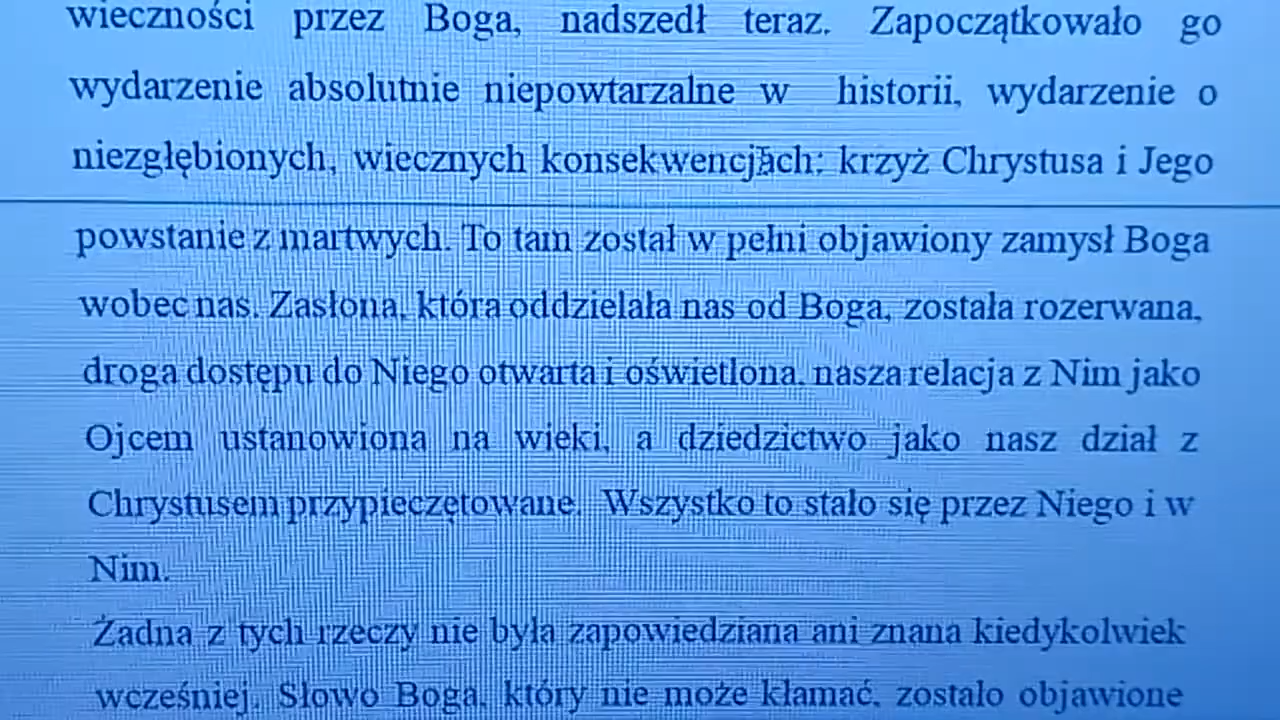 wieczności przez Boga, nadszedł teraz. Zapoczątkowało go
wydarzenie absolutnie niepowtarzalne w historii, wydarzenie o
niezgłębionych, wiecznych konsekwencjach: krzyż Chrystusa i Jego
powstanie z martwych. To tam został w pełni objawiony zamysł Boga
wobec nas. Zasłona, która oddzielała nas od Boga, została rozerwana,
droga dostępu do Niego otwarta i oświetlona, nasza relacja z Nim jako
Ojcem ustanowiona na wieki, a dziedzictwo jako nasz dział z
Chrystusem przypieczętowane. Wszystko to stało się przez Niego i w
Nim.
Żadna z tych rzeczy nie była zapowiedziana ani znana kiedykolwiek
wcześniej. Słowo Boga, który nie może kłamać, zostało objawione